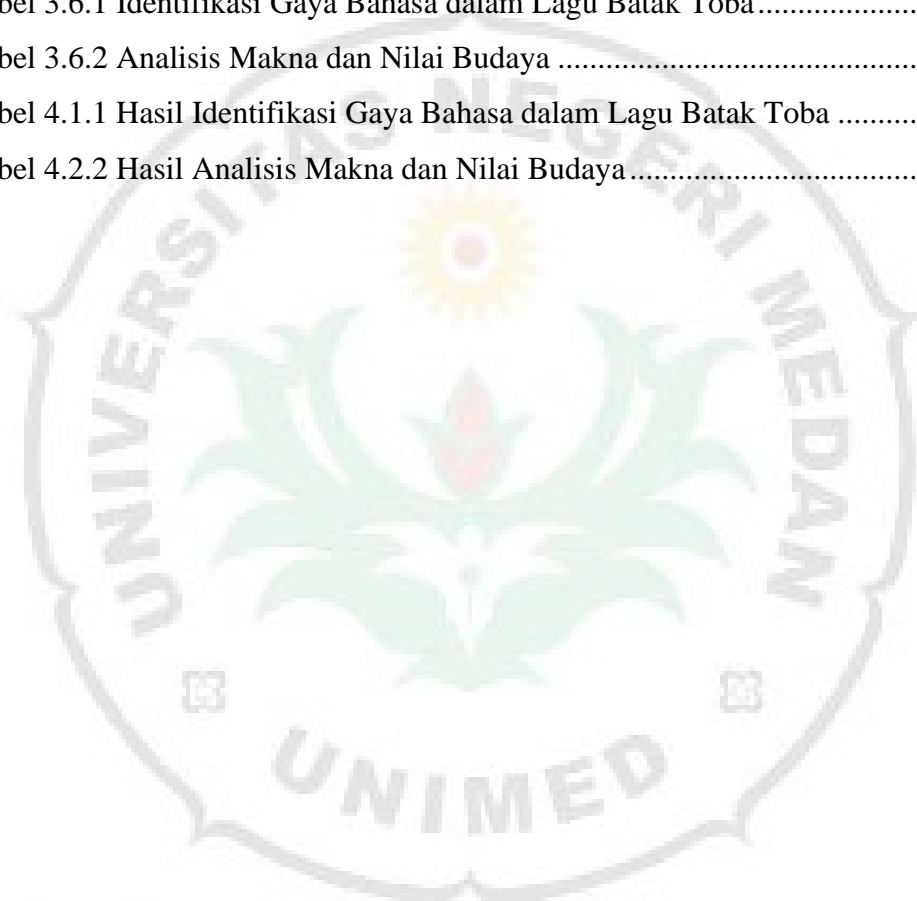 bel 3.6.1 Identifikasi Gaya Bahasa dalam Lagu Batak Toba....................
bel 3.6.2 Analisis Makna dan Nilai Budaya ............................................
bel 4.1.1 Hasil Identifikasi Gaya Bahasa dalam Lagu Batak Toba ..........
bel 4.2.2 Hasil Analisis Makna dan Nilai Budaya...................................
UNIVERSITAS NEGERI MEDAN
UNIMED